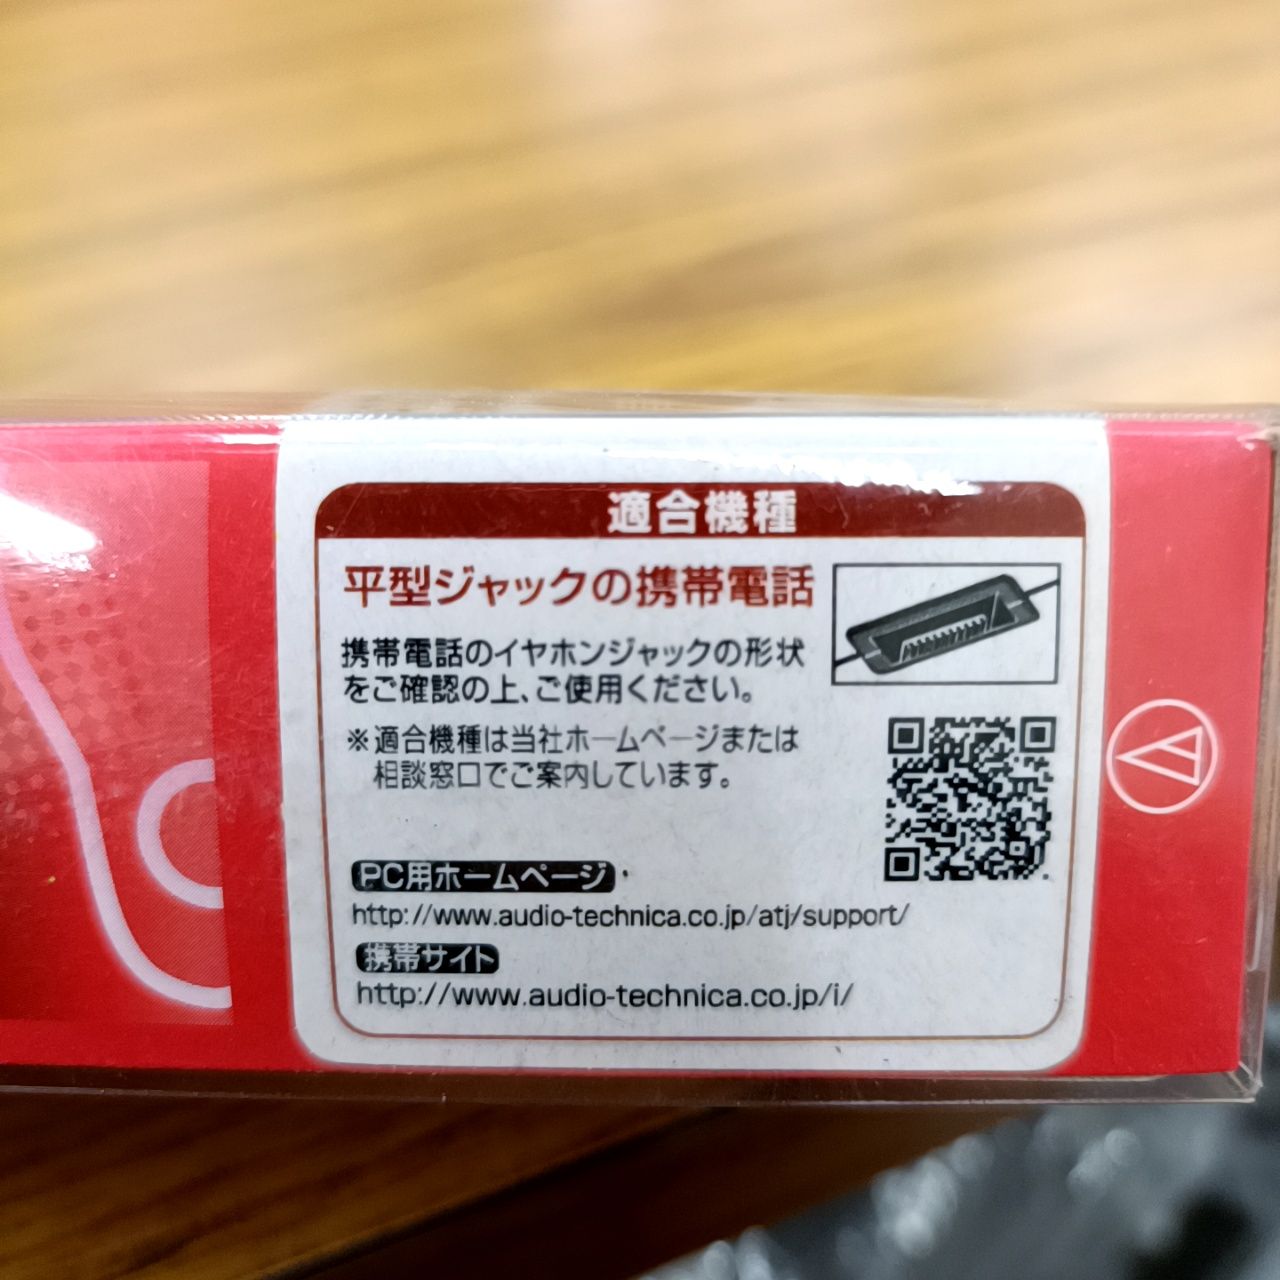 適合機種
平型ジャックの携帯電話
携帯電話のイヤホンジャックの形状
をご確認の上、ご使用ください。
※適合機種は当社ホームページまたは
相談窓口でご案内しています。
PC用ホームページ
http://www.audio-technica.co.jp/atj/support/
携帯サイト
http://www.audio-technica.co.jp/i/